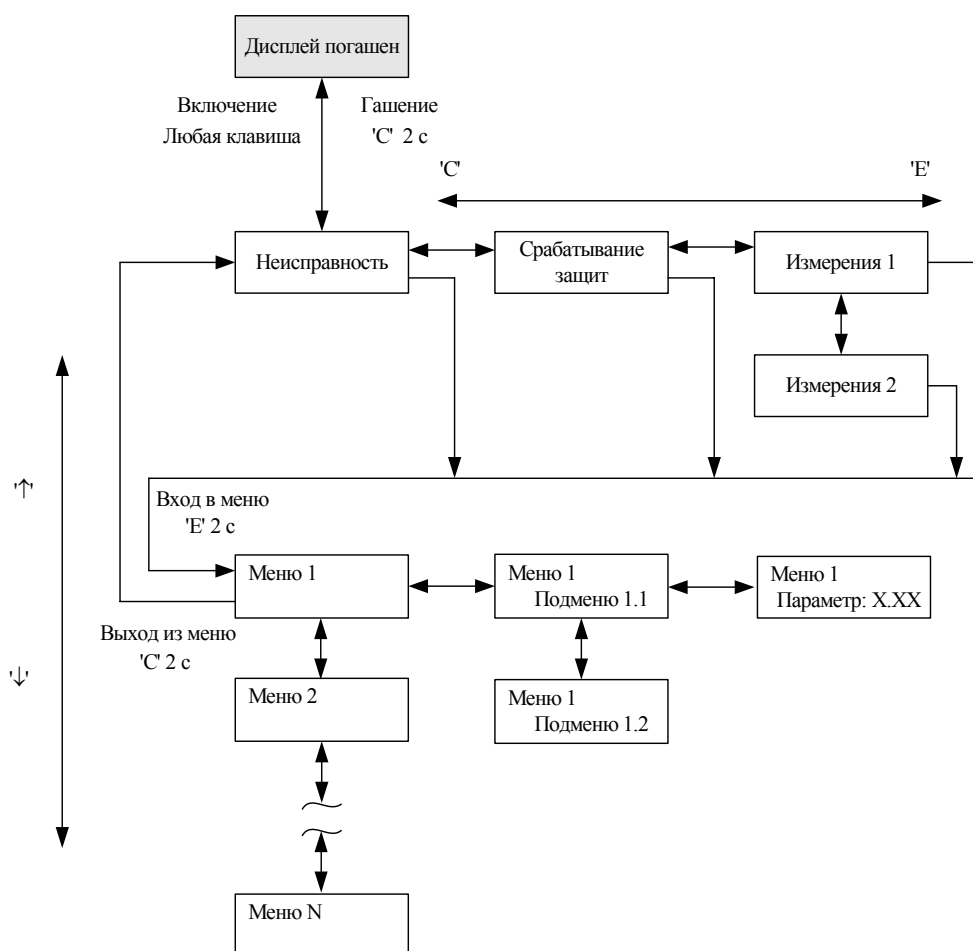 Дисплей погашен
Включение
Любая клавиша
Гашение
'C' 2 с
'C'
'E'
Неисправность
Срабатывание
защит
Измерения 1
Измерения 2
'↑'
Вход в меню
'E' 2 с
Меню 1
Меню 1
Подменю 1.1
Меню 1
Параметр: X.XX
Выход из меню
'C' 2 с
'↓'
Меню 2
Меню 1
Подменю 1.2
Меню N